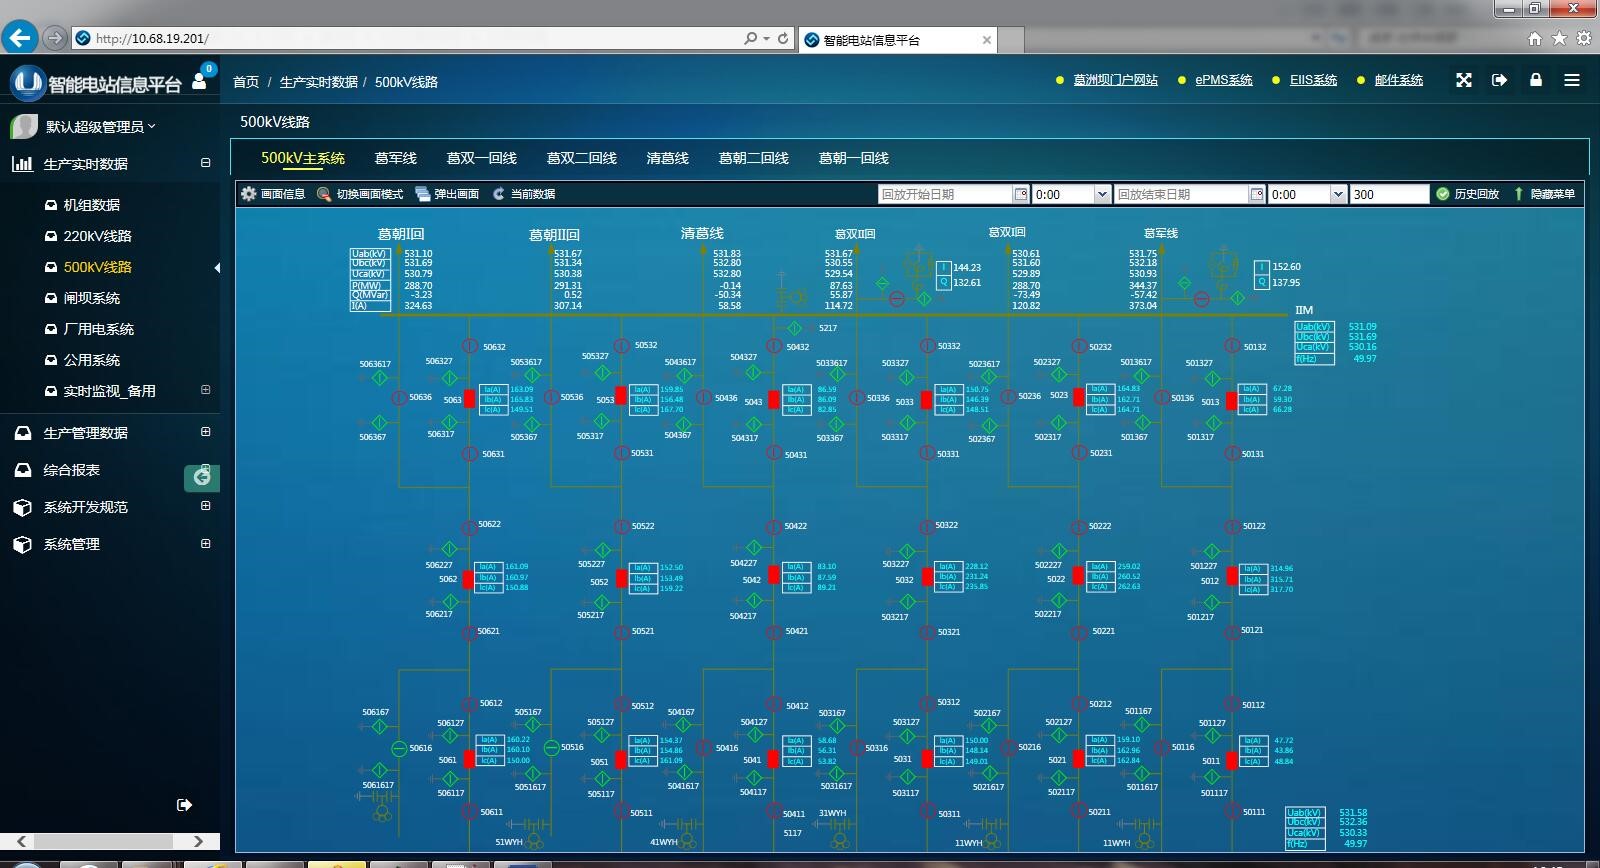 http://10.68.19.201/
智能电站信息平台
智能电站信息平台
0
首页 / 生产实时数据 / 500kV线路
葛洲坝门户网站
ePMS系统
EIIS系统
邮件系统
默认超级管理员
生产实时数据
机组数据
220kV线路
500kV线路
闸坝系统
厂用电系统
公用系统
实时监视_备用
生产管理数据
综合报表
系统开发规范
系统管理
500kV线路
500kV主系统 葛军线 葛双一回线 葛双二回线 清葛线 葛朝二回线 葛朝一回线
画面信息 切换画面模式 弹出画面 当前数据
回放开始日期 0:00 回放结束日期 0:00 300 历史回放 隐藏菜单
葛朝I回 葛朝II回 清葛线 葛双II回 葛双I回 葛军线
Uab(kV) 531.10 531.67 531.83 531.67 530.61 531.75
Ubc(kV) 531.69 531.34 532.80 530.55 531.60 532.18
Uca(kV) 530.79 530.38 532.80 529.54 529.89 530.93
P(MW) 288.70 291.31 -0.14 87.63 288.70 344.37
Q(MVar) -3.23 0.52 -50.34 55.87 -73.49 -57.42
I(A) 324.63 307.14 58.58 114.72 120.82 373.04
I 144.23
Q 132.61
I 152.60
Q 137.95
IIM
Uab(kV) 531.09
Ubc(kV) 531.69
Uca(kV) 530.16
f(Hz) 49.97
5217
50632 50532 50432 50332 50232 50132
5063617 506327 5053617 505327 5043617 504327 5033617 503327 5023617 502327 5013617 501327
50636 5063 50536 5053 50436 5043 50336 5033 50236 5023 50136 5013
Ia(A) 163.09 Ia(A) 159.85 Ia(A) 86.59 Ia(A) 150.75 Ia(A) 164.83 Ia(A) 67.28
Ib(A) 165.83 Ib(A) 156.48 Ib(A) 86.09 Ib(A) 146.39 Ib(A) 162.71 Ib(A) 59.30
Ic(A) 149.51 Ic(A) 167.70 Ic(A) 82.85 Ic(A) 148.51 Ic(A) 164.71 Ic(A) 66.28
506367 506317 505367 505317 504367 504317 503367 503317 502367 502317 501367 501317
50631 50531 50431 50331 50231 50131
50622 50522 50422 50322 50222 50122
506227 505227 504227 503227 502227 501227
5062 5052 5042 5032 5022 5012
Ia(A) 161.09 Ia(A) 152.50 Ia(A) 83.10 Ia(A) 228.12 Ia(A) 259.02 Ia(A) 314.96
Ib(A) 160.97 Ib(A) 153.49 Ib(A) 87.59 Ib(A) 231.24 Ib(A) 260.52 Ib(A) 315.71
Ic(A) 150.88 Ic(A) 159.22 Ic(A) 89.21 Ic(A) 235.85 Ic(A) 262.63 Ic(A) 317.70
506217 505217 504217 503217 502217 501217
50621 50521 50421 50321 50221 50121
50612 50512 50412 50312 50212 50112
506167 506127 505167 505127 504167 504127 503167 503127 502167 502127 501167 501127
50616 5061 50516 5051 50416 5041 50316 5031 50216 5021 50116 5011
Ia(A) 160.22 Ia(A) 154.37 Ia(A) 58.68 Ia(A) 150.00 Ia(A) 159.10 Ia(A) 47.72
Ib(A) 160.10 Ib(A) 154.86 Ib(A) 56.31 Ib(A) 148.14 Ib(A) 162.96 Ib(A) 43.86
Ic(A) 150.00 Ic(A) 161.09 Ic(A) 53.82 Ic(A) 149.01 Ic(A) 162.84 Ic(A) 48.84
5061617 506117 5051617 505117 5041617 504117 5031617 503117 5021617 502117 5011617 501117
50611 50511 50411 31WYH 50311 50211 50111
5117
51WYH 41WYH 11WYH 11WYH
Uab(kV) 531.58
Ubc(kV) 532.36
Uca(kV) 530.33
f(Hz) 49.97